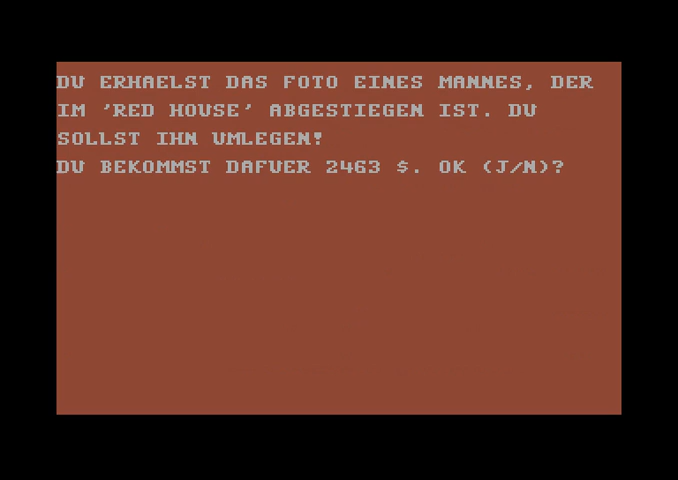 DU ERHAELST DAS FOTO EINES MANNES, DER
IM 'RED HOUSE' ABGESTIEGEN IST. DU
SOLLST IHN UMLEGEN!
DU BEKOMMST DAFUER 2463 $. OK (J/N)?